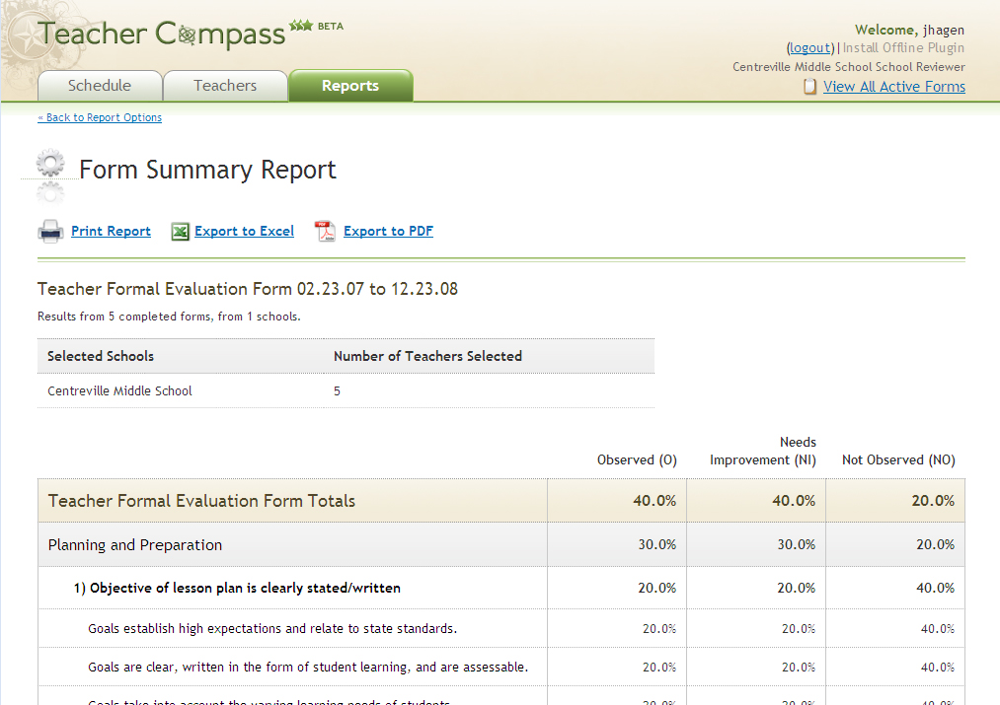 Teacher Compass BETA
Welcome, jhagen
(logout) | Install Offline Plugin
Centreville Middle School School Reviewer
View All Active Forms
Schedule Teachers Reports
« Back to Report Options
Form Summary Report
Print Report Export to Excel Export to PDF
Teacher Formal Evaluation Form 02.23.07 to 12.23.08
Results from 5 completed forms, from 1 schools.
Selected Schools Number of Teachers Selected
Centreville Middle School 5
Needs
Observed (O) Improvement (NI) Not Observed (NO)
Teacher Formal Evaluation Form Totals 40.0% 40.0% 20.0%
Planning and Preparation 30.0% 30.0% 20.0%
1) Objective of lesson plan is clearly stated/written 20.0% 20.0% 40.0%
Goals establish high expectations and relate to state standards. 20.0% 20.0% 40.0%
Goals are clear, written in the form of student learning, and are assessable. 20.0% 20.0% 40.0%
Goals take into account the varying learning needs of students. 20.0% 20.0% 40.0%